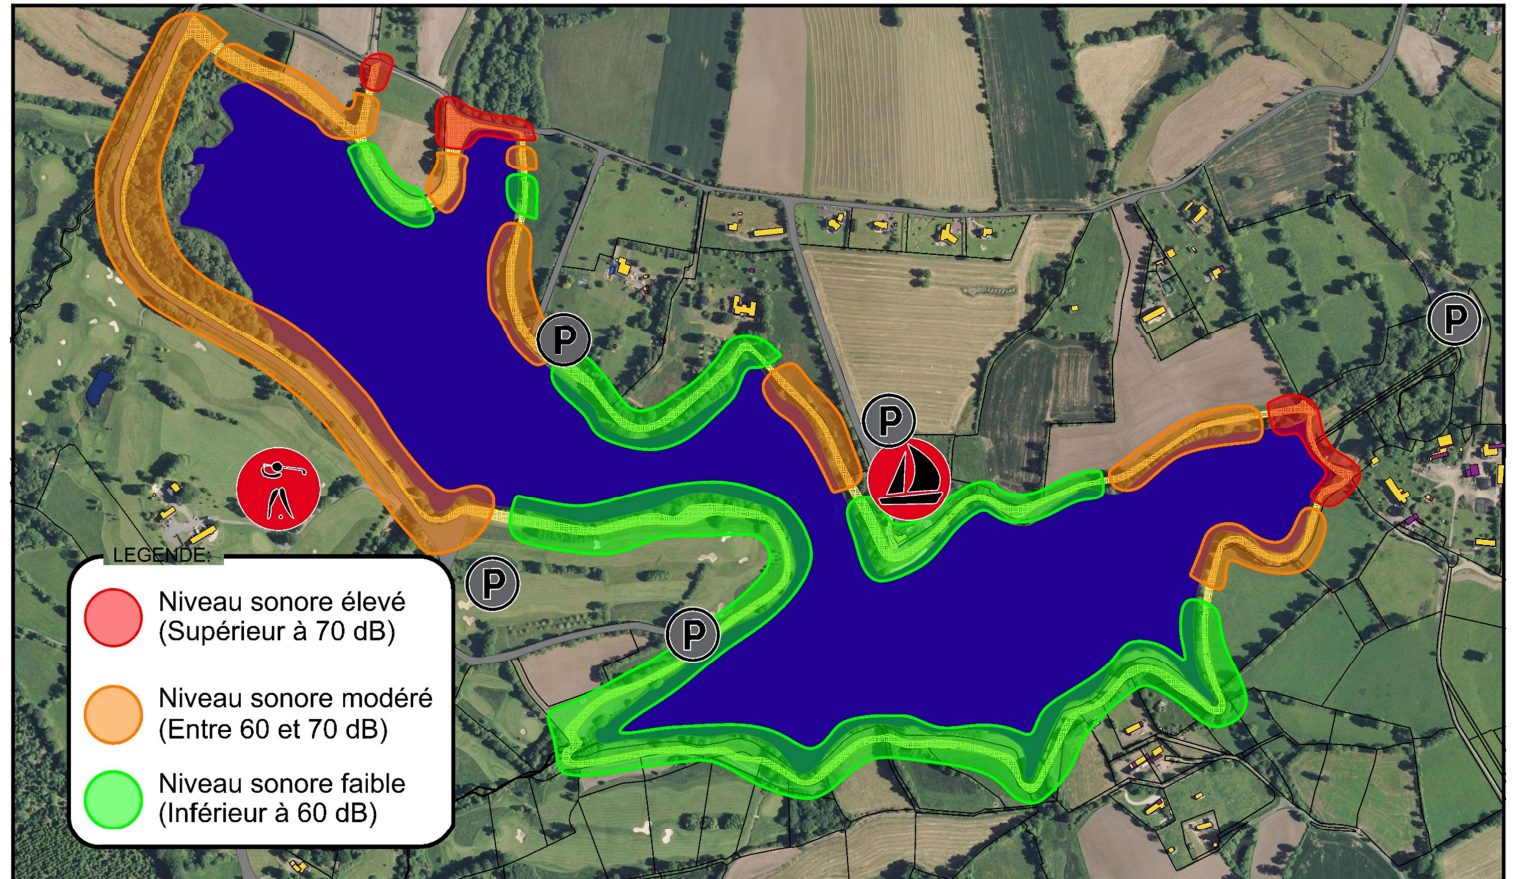 P
P
P
P
P
LEGENDE:
Niveau sonore élevé
(Supérieur à 70 dB)
Niveau sonore modéré
(Entre 60 et 70 dB)
Niveau sonore faible
(Inférieur à 60 dB)